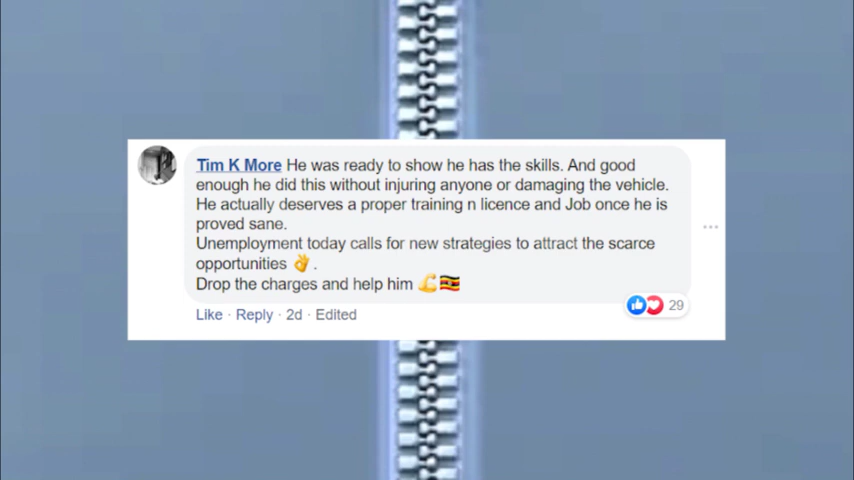 Tim K More He was ready to show he has the skills. And good
enough he did this without injuring anyone or damaging the vehicle.
He actually deserves a proper training n licence and Job once he is
proved sane.
Unemployment today calls for new strategies to attract the scarce
opportunities 👌.
Drop the charges and help him 💪🇺🇬
29
Like · Reply · 2d · Edited